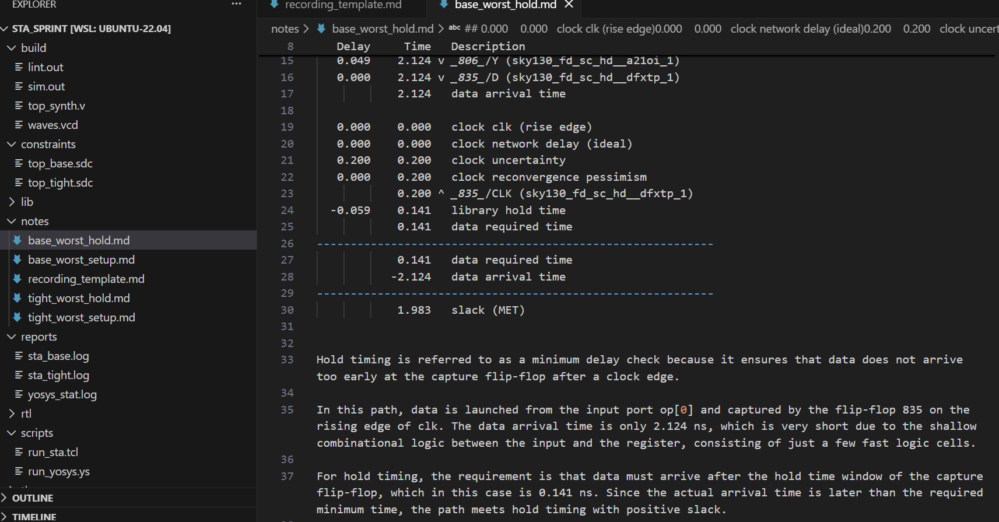 EXPLORER
...
STA_SPRINT [WSL: UBUNTU-22.04]
build
lint.out
sim.out
top_synth.v
waves.vcd
constraints
top_base.sdc
top_tight.sdc
lib
notes
base_worst_hold.md
base_worst_setup.md
recording_template.md
tight_worst_hold.md
tight_worst_setup.md
reports
sta_base.log
sta_tight.log
yosys_stat.log
rtl
scripts
run_sta.tcl
run_yosys.ys
OUTLINE
TIMELINE
recording_template.md
base_worst_hold.md
notes > base_worst_hold.md > abc ## 0.000 0.000 clock clk (rise edge)0.000 0.000 clock network delay (ideal)0.200 0.200 clock uncert
8 Delay Time Description
15 0.049 2.124 v _806_/Y (sky130_fd_sc_hd__a21oi_1)
16 0.000 2.124 v _835_/D (sky130_fd_sc_hd__dfxtp_1)
17 2.124 data arrival time
18
19 0.000 0.000 clock clk (rise edge)
20 0.000 0.000 clock network delay (ideal)
21 0.200 0.200 clock uncertainty
22 0.000 0.200 clock reconvergence pessimism
23 0.200 ^ _835_/CLK (sky130_fd_sc_hd__dfxtp_1)
24 -0.059 0.141 library hold time
25 0.141 data required time
26 -----------------------------------------------------------
27 0.141 data required time
28 -2.124 data arrival time
29 -----------------------------------------------------------
30 1.983 slack (MET)
31
32
33 Hold timing is referred to as a minimum delay check because it ensures that data does not arrive
too early at the capture flip-flop after a clock edge.
34
35 In this path, data is launched from the input port op[0] and captured by the flip-flop 835 on the
rising edge of clk. The data arrival time is only 2.124 ns, which is very short due to the shallow
combinational logic between the input and the register, consisting of just a few fast logic cells.
36
37 For hold timing, the requirement is that data must arrive after the hold time window of the capture
flip-flop, which in this case is 0.141 ns. Since the actual arrival time is later than the required
minimum time, the path meets hold timing with positive slack.